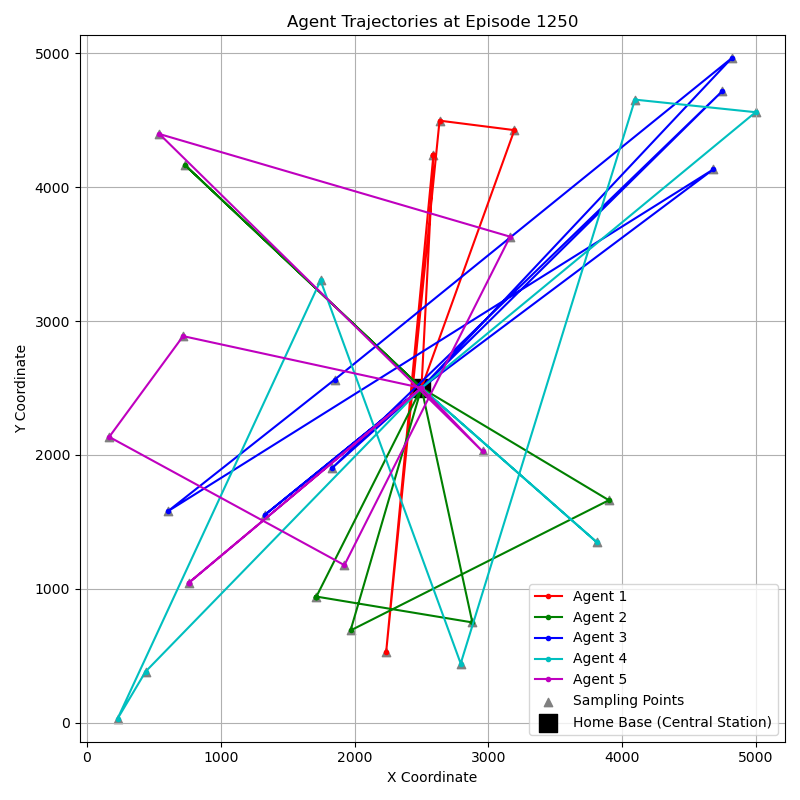 Agent Trajectories at Episode 1250
5000
4000
3000
2000
1000
0
Y Coordinate
0 1000 2000 3000 4000 5000
X Coordinate
Agent 1
Agent 2
Agent 3
Agent 4
Agent 5
Sampling Points
Home Base (Central Station)